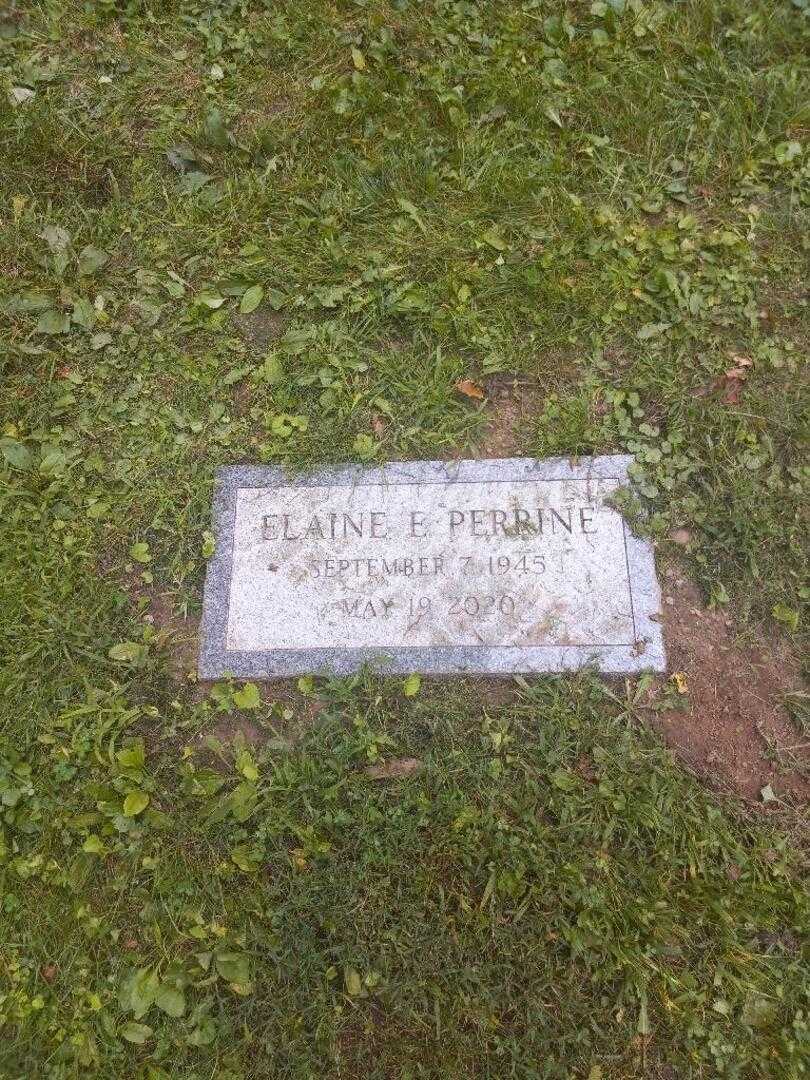 ELAINE E PERRINE
SEPTEMBER 7 1945
MAY 19 2020